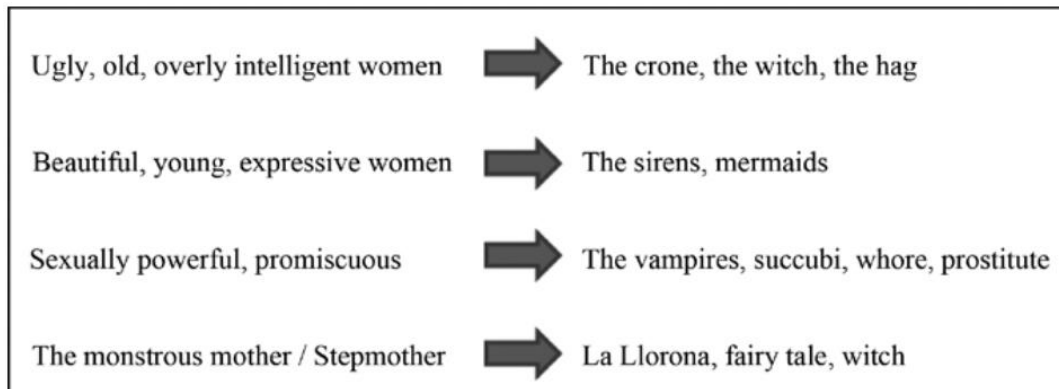 Ugly, old, overly intelligent women The crone, the witch, the hag
Beautiful, young, expressive women The sirens, mermaids
Sexually powerful, promiscuous The vampires, succubi, whore, prostitute
The monstrous mother / Stepmother La Llorona, fairy tale, witch